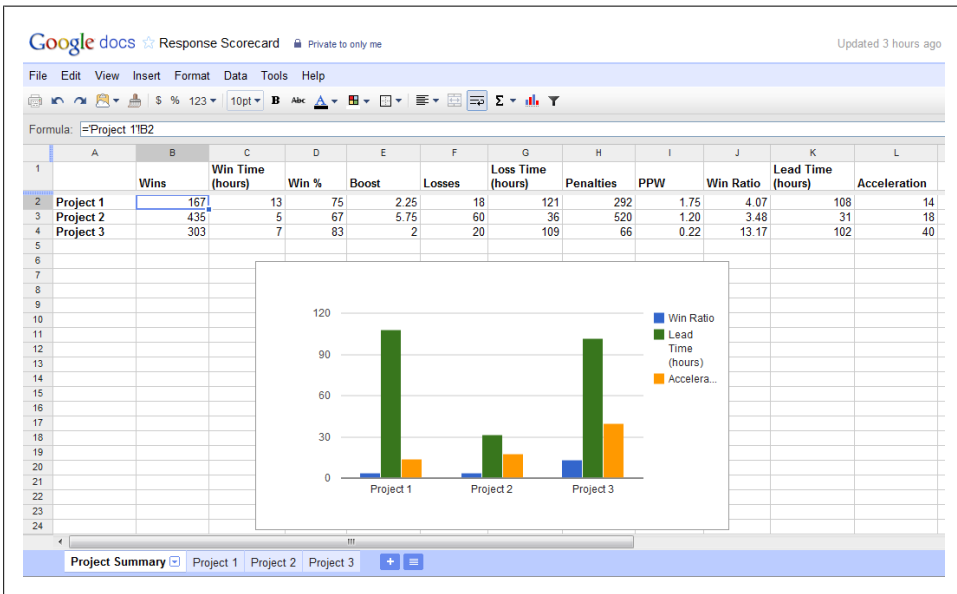 Google docs ☆ Response Scorecard Private to only me Updated 3 hours ago
File Edit View Insert Format Data Tools Help
$ % 123 10pt B Abc A Σ
Formula: ='Project 1'!B2
A B C D E F G H I J K L
1 Wins Win Time (hours) Win % Boost Losses Loss Time (hours) Penalties PPW Win Ratio Lead Time (hours) Acceleration
2 Project 1 167 13 75 2.25 18 121 292 1.75 4.07 108 14
3 Project 2 435 5 67 5.75 60 36 520 1.20 3.48 31 18
4 Project 3 303 7 83 2 20 109 66 0.22 13.17 102 40
5
6
7
8
9
10
11
12
13
14
15
16
17
18
19
20
21
22
23
24
120
90
60
30
0
Project 1 Project 2 Project 3
Win Ratio
Lead
Time
(hours)
Accelera...
Project Summary Project 1 Project 2 Project 3 +